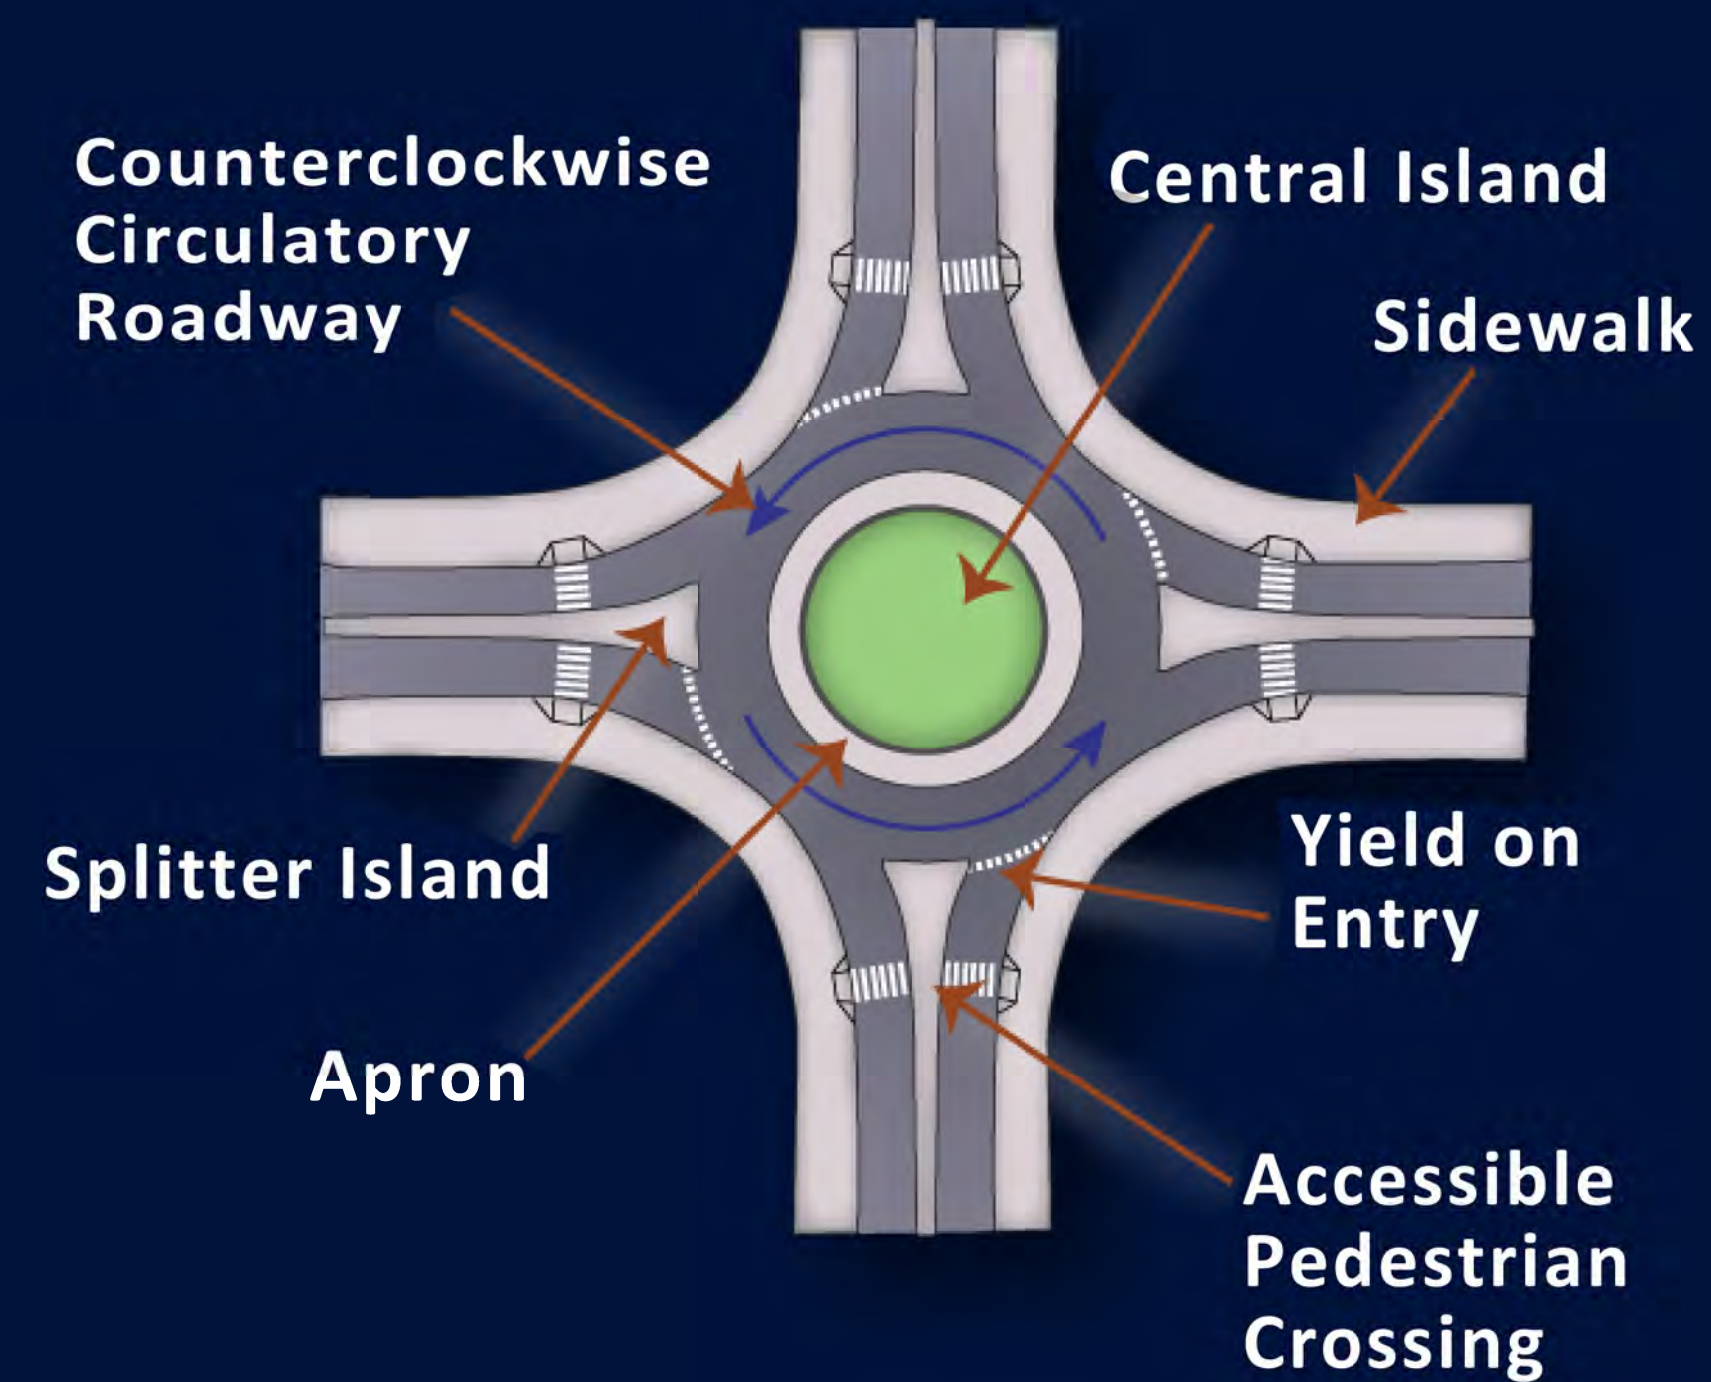 Counterclockwise
Circulatory
Roadway
Central Island
Sidewalk
Splitter Island
Yield on
Entry
Apron
Accessible
Pedestrian
Crossing